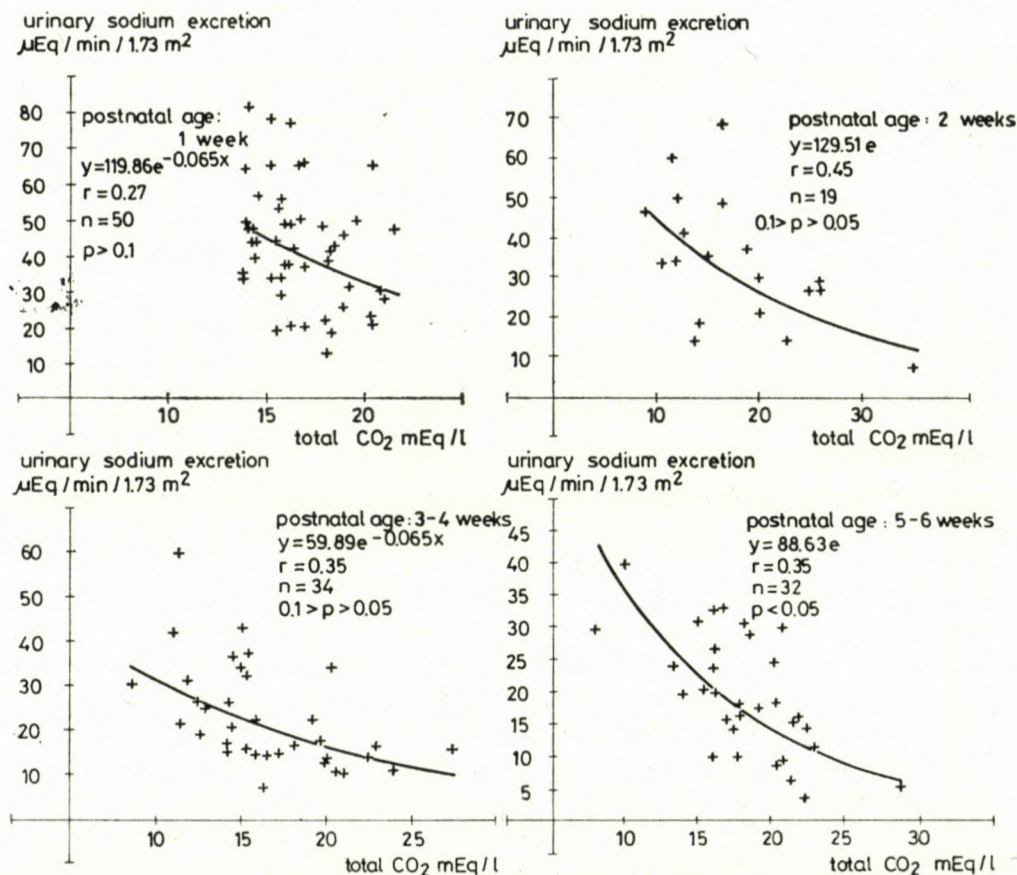 urinary sodium excretion
µEq / min / 1.73 m²
80
70
60
50
40
30
20
10
postnatal age:
1 week
y=119.86e-0.065x
r=0.27
n=50
p>0.1
10
15
20
total CO₂ mEq/l
urinary sodium excretion
µEq / min / 1.73 m²
70
60
50
40
30
20
10
postnatal age: 2 weeks
y=129.51 e
r=0.45
n=19
0.1>p>0.05
10
20
30
total CO₂ mEq/l
urinary sodium excretion
µEq / min / 1.73 m²
60
50
40
30
20
10
postnatal age: 3-4 weeks
y=59.89e-0.065x
r=0.35
n=34
0.1>p>0.05
10
15
20
25
total CO₂ mEq/l
urinary sodium excretion
µEq / min / 1.73 m²
45
40
35
30
25
20
15
10
5
postnatal age: 5-6 weeks
y=88.63e
r=0.35
n=32
p<0.05
10
15
20
25
30
total CO₂ mEq/l